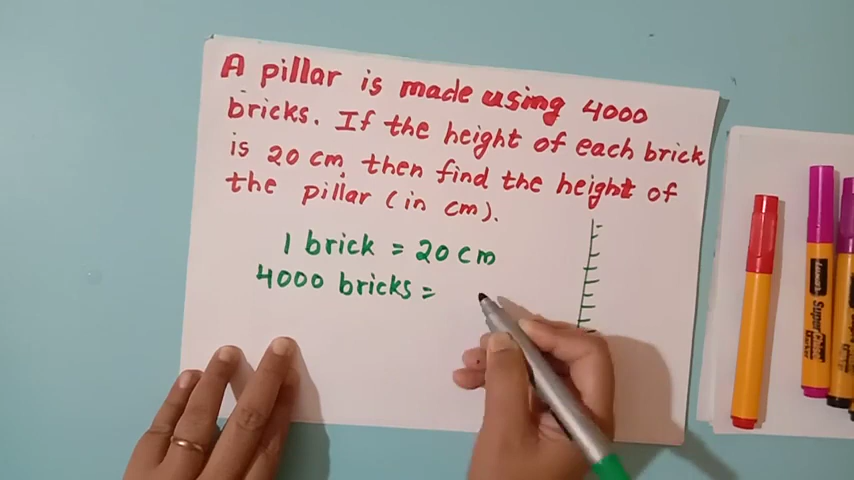 A pillar is made using 4000
bricks. If the height of each brick
is 20 cm, then find the height of
the pillar (in cm).
1 brick = 20 cm
4000 bricks =
Luxor